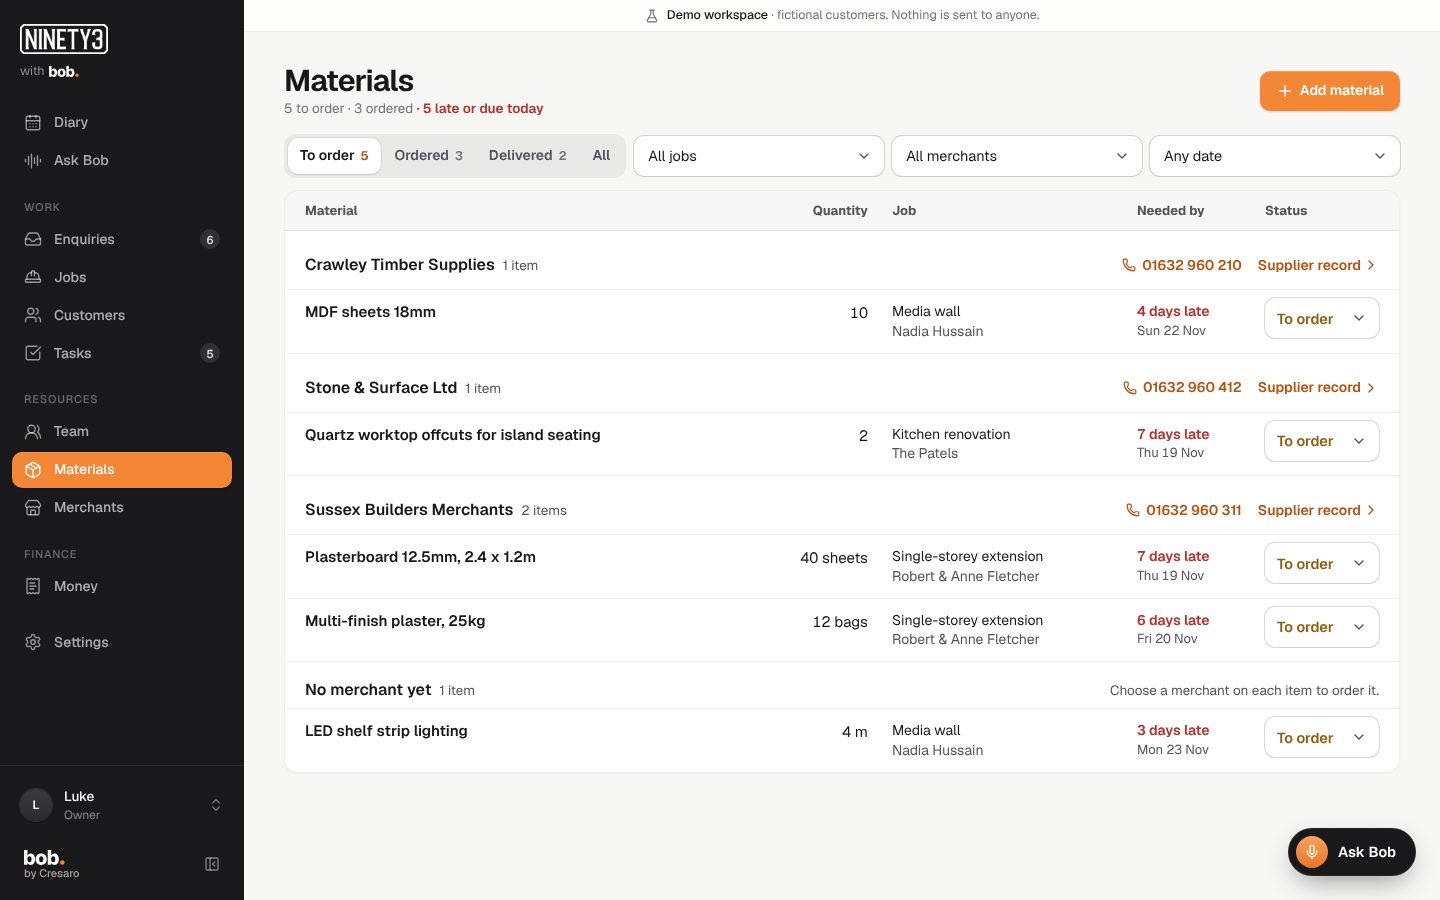 NINETY3
with bob.
Diary
Ask Bob
WORK
Enquiries 6
Jobs
Customers
Tasks 5
RESOURCES
Team
Materials
Merchants
FINANCE
Money
Settings
L Luke
Owner
bob.
by Cresaro
Demo workspace · fictional customers. Nothing is sent to anyone.
Materials
5 to order · 3 ordered · 5 late or due today
Add material
To order 5 Ordered 3 Delivered 2 All All jobs All merchants Any date
Material Quantity Job Needed by Status
Crawley Timber Supplies 1 item 01632 960 210 Supplier record
MDF sheets 18mm 10 Media wall 4 days late To order
Nadia Hussain Sun 22 Nov
Stone & Surface Ltd 1 item 01632 960 412 Supplier record
Quartz worktop offcuts for island seating 2 Kitchen renovation 7 days late To order
The Patels Thu 19 Nov
Sussex Builders Merchants 2 items 01632 960 311 Supplier record
Plasterboard 12.5mm, 2.4 x 1.2m 40 sheets Single-storey extension 7 days late To order
Robert & Anne Fletcher Thu 19 Nov
Multi-finish plaster, 25kg 12 bags Single-storey extension 6 days late To order
Robert & Anne Fletcher Fri 20 Nov
No merchant yet 1 item Choose a merchant on each item to order it.
LED shelf strip lighting 4 m Media wall 3 days late To order
Nadia Hussain Mon 23 Nov
Ask Bob